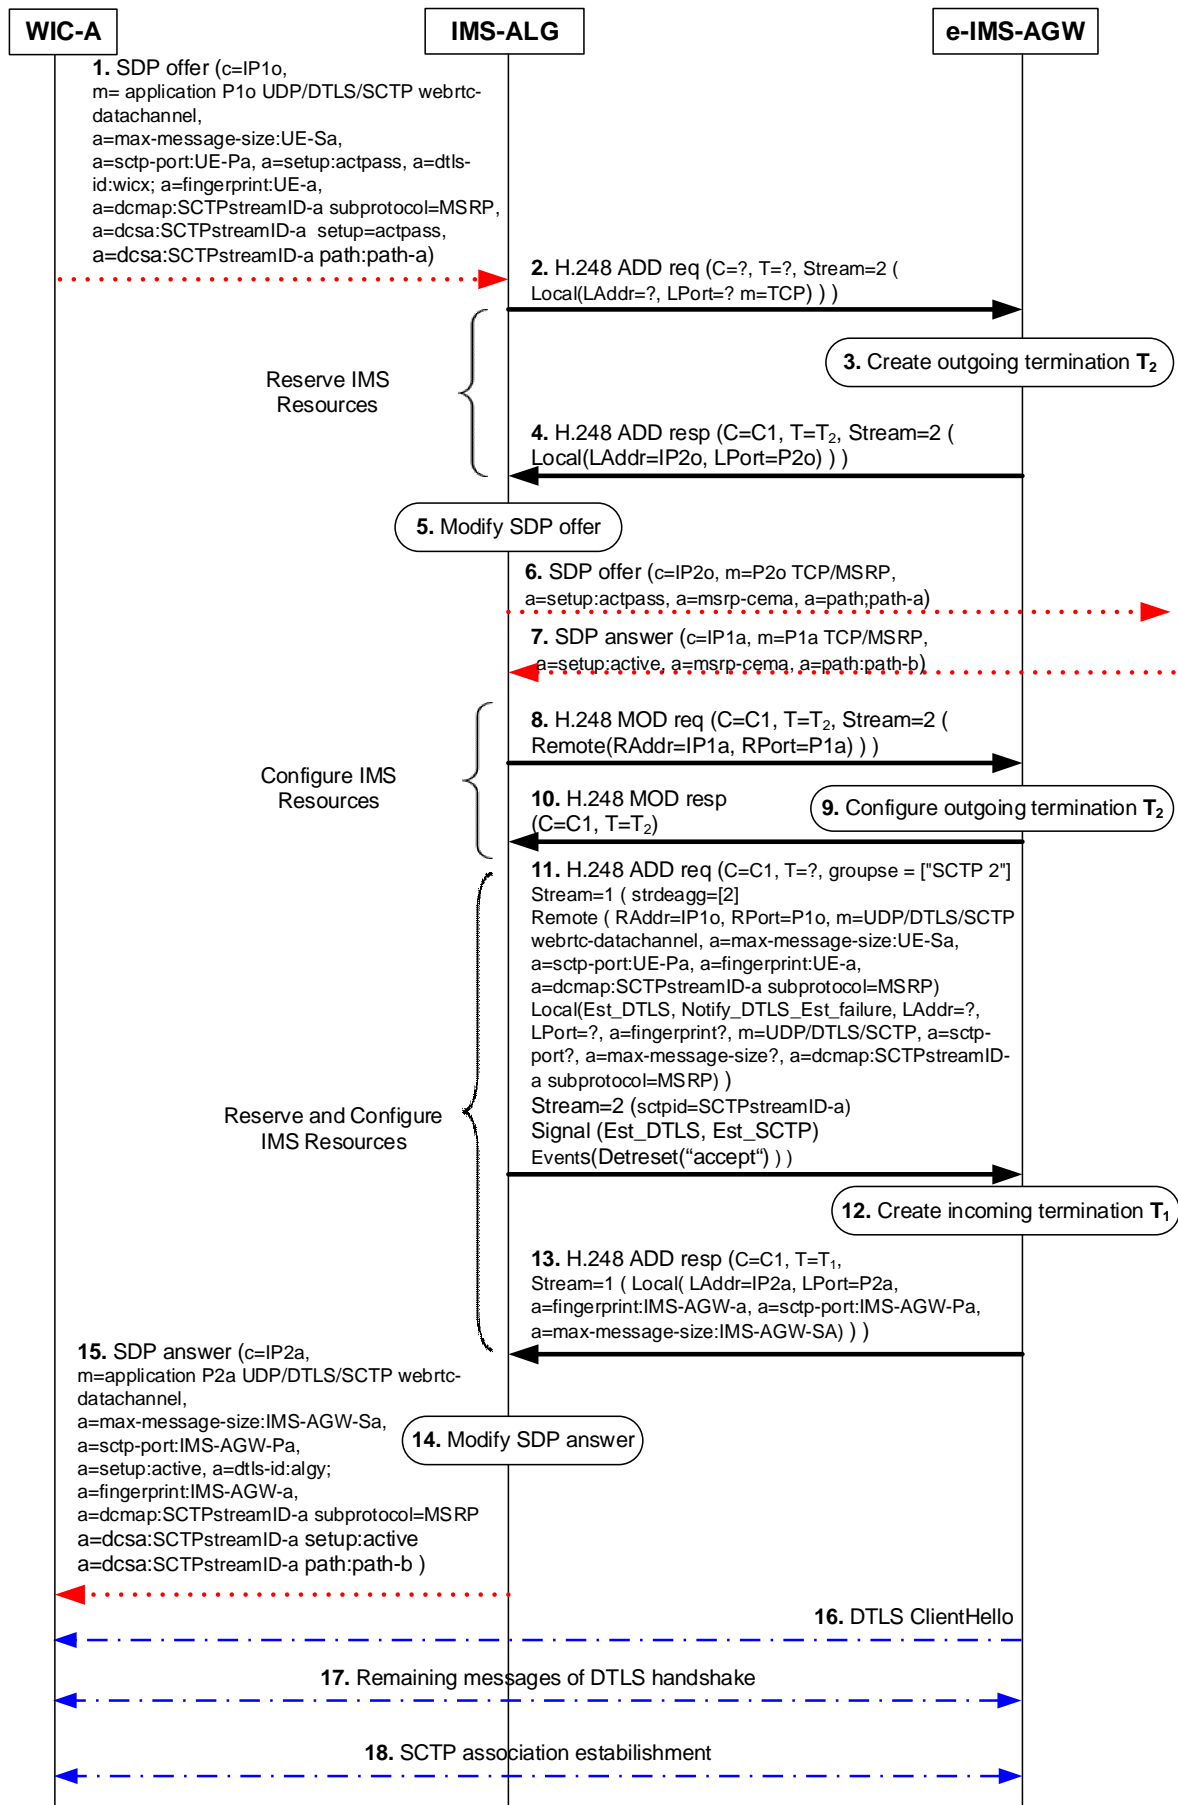 WIC-A
IMS-ALG
e-IMS-AGW
1. SDP offer (c=IP1o,
m= application P1o UDP/DTLS/SCTP webrtc-
datachannel,
a=max-message-size:UE-Sa,
a=sctp-port:UE-Pa, a=setup:actpass, a=dtls-
id:wicx; a=fingerprint:UE-a,
a=dcmap:SCTPstreamID-a subprotocol=MSRP,
a=dcsa:SCTPstreamID-a  setup=actpass,
a=dcsa:SCTPstreamID-a path:path-a)
2. H.248 ADD req (C=?, T=?, Stream=2 (
Local(LAddr=?, LPort=? m=TCP) ) )
3. Create outgoing termination T2
Reserve IMS
Resources
4. H.248 ADD resp (C=C1, T=T2, Stream=2 (
Local(LAddr=IP2o, LPort=P2o) ) )
5. Modify SDP offer
6. SDP offer (c=IP2o, m=P2o TCP/MSRP,
a=setup:actpass, a=msrp-cema, a=path;path-a)
7. SDP answer (c=IP1a, m=P1a TCP/MSRP,
a=setup:active, a=msrp-cema, a=path:path-b)
8. H.248 MOD req (C=C1, T=T2, Stream=2 (
Remote(RAddr=IP1a, RPort=P1a) ) )
Configure IMS
Resources
9. Configure outgoing termination T2
10. H.248 MOD resp
(C=C1, T=T2)
11. H.248 ADD req (C=C1, T=?, groupse = ["SCTP 2"]
Stream=1 ( strdeagg=[2]
Remote ( RAddr=IP1o, RPort=P1o, m=UDP/DTLS/SCTP
webrtc-datachannel, a=max-message-size:UE-Sa,
a=sctp-port:UE-Pa, a=fingerprint:UE-a,
a=dcmap:SCTPstreamID-a subprotocol=MSRP)
Local(Est_DTLS, Notify_DTLS_Est_failure, LAddr=?,
LPort=?, a=fingerprint?, m=UDP/DTLS/SCTP, a=sctp-
port?, a=max-message-size?, a=dcmap:SCTPstreamID-
a subprotocol=MSRP) )
Stream=2 (sctpid=SCTPstreamID-a)
Signal (Est_DTLS, Est_SCTP)
Events(Detreset(“accept“) ) )
Reserve and Configure
IMS Resources
12. Create incoming termination T1
13. H.248 ADD resp (C=C1, T=T1,
Stream=1 ( Local( LAddr=IP2a, LPort=P2a,
a=fingerprint:IMS-AGW-a, a=sctp-port:IMS-AGW-Pa,
a=max-message-size:IMS-AGW-SA) ) )
14. Modify SDP answer
15. SDP answer (c=IP2a,
m=application P2a UDP/DTLS/SCTP webrtc-
datachannel,
a=max-message-size:IMS-AGW-Sa,
a=sctp-port:IMS-AGW-Pa,
a=setup:active, a=dtls-id:algy;
a=fingerprint:IMS-AGW-a,
a=dcmap:SCTPstreamID-a subprotocol=MSRP
a=dcsa:SCTPstreamID-a setup:active
a=dcsa:SCTPstreamID-a path:path-b )
16. DTLS ClientHello
17. Remaining messages of DTLS handshake
18. SCTP association estabilishment